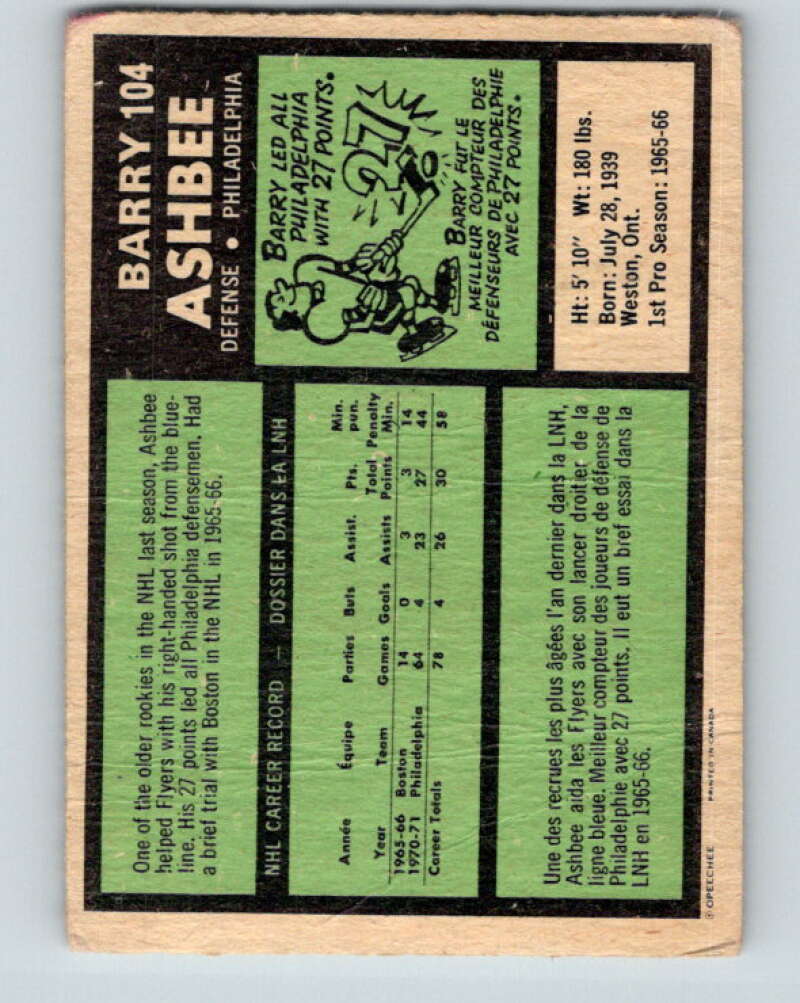 BARRY 104
ASHBEE
DEFENSE • PHILADELPHIA
One of the older rookies in the NHL last season, Ashbee
helped Flyers with his right-handed shot from the blue-
line. His 27 points led all Philadelphia defensemen. Had
a brief trial with Boston in the NHL in 1965-66.
BARRY LED ALL
PHILADELPHIA
WITH 27 POINTS.
27
BARRY FUT LE
MEILLEUR COMPTEUR DES
DÉFENSEURS DE PHILADELPHIE
AVEC 27 POINTS.
NHL CAREER RECORD — DOSSIER DANS LA LNH
Année Équipe Parties Buts Assist. Pts. Min. pun.
Year Team Games Goals Assists Total Points Penalty Min.
1965-66 Boston 14 0 3 3 14
1970-71 Philadelphia 64 4 23 27 44
Career Totals 78 4 26 30 58
Ht: 5' 10" Wt: 180 lbs.
Born: July 28, 1939
Weston, Ont.
1st Pro Season: 1965-66
Une des recrues les plus âgées l'an dernier dans la LNH,
Ashbee aida les Flyers avec son lancer droitier de la
ligne bleue. Meilleur compteur des joueurs de défense de
Philadelphie avec 27 points. Il eut un bref essai dans la
LNH en 1965-66.
© OPEECHEE PRINTED IN CANADA